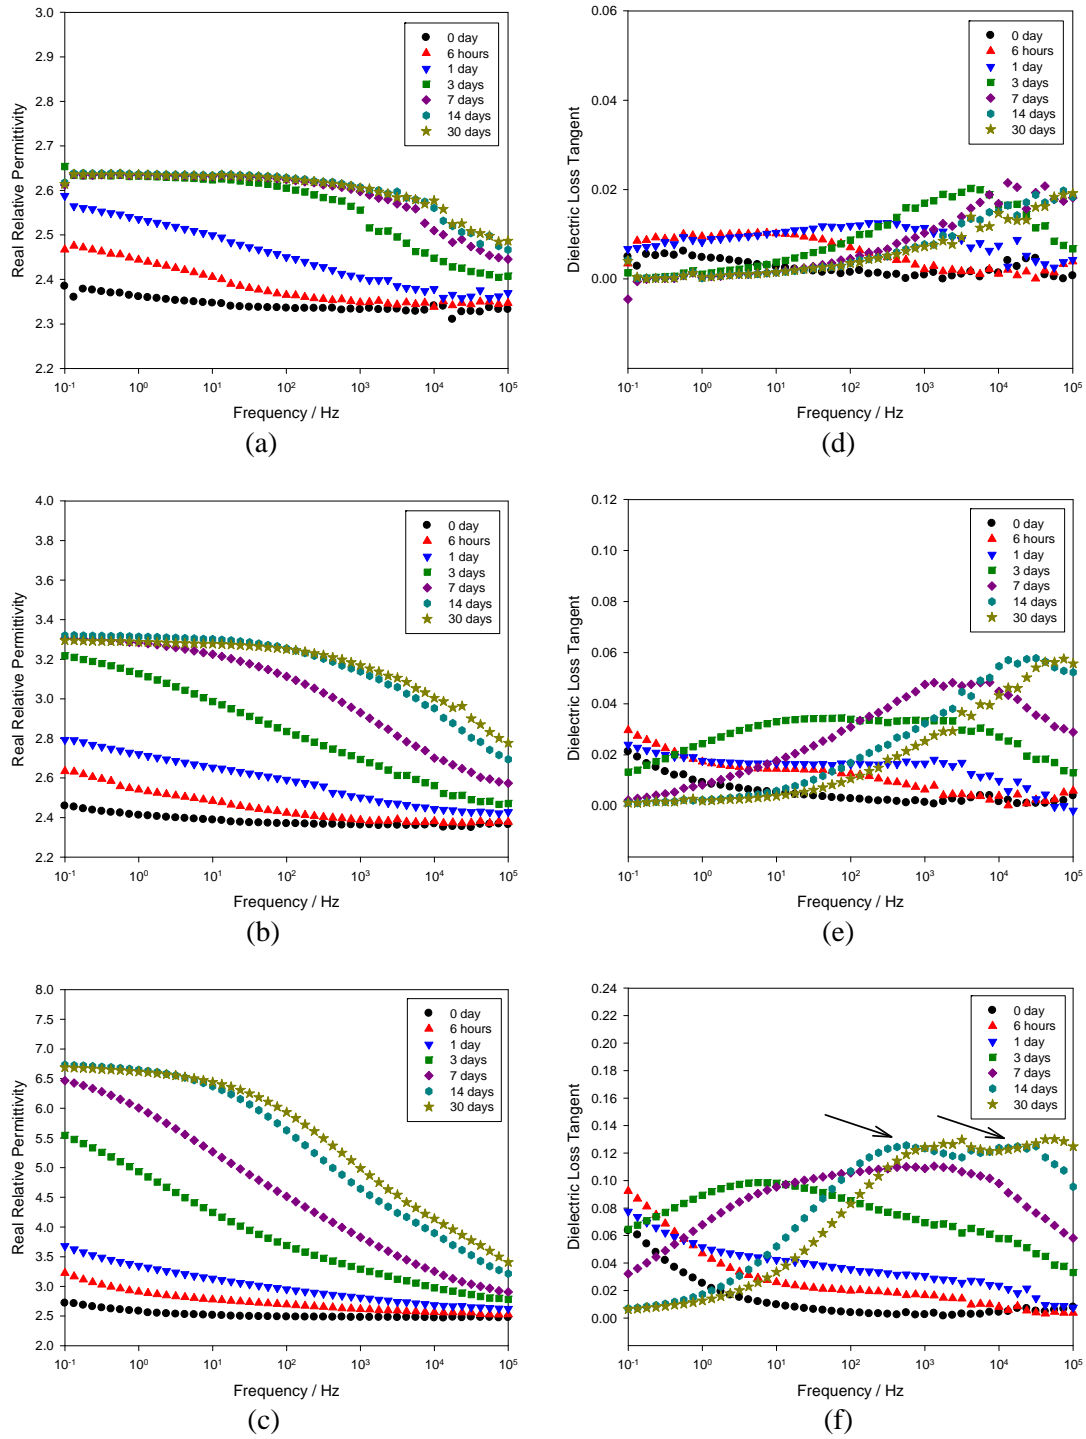 3.0
2.9
2.8
2.7
2.6
2.5
2.4
2.3
2.2
Real Relative Permittivity
0 day
6 hours
1 day
3 days
7 days
14 days
30 days
10-1 10⁰ 10¹ 10² 10³ 10⁴ 10⁵
Frequency / Hz
(a)
0.06
0.04
0.02
0.00
Dielectric Loss Tangent
0 day
6 hours
1 day
3 days
7 days
14 days
30 days
10-1 10⁰ 10¹ 10² 10³ 10⁴ 10⁵
Frequency / Hz
(d)
4.0
3.8
3.6
3.4
3.2
3.0
2.8
2.6
2.4
2.2
Real Relative Permittivity
0 day
6 hours
1 day
3 days
7 days
14 days
30 days
10-1 10⁰ 10¹ 10² 10³ 10⁴ 10⁵
Frequency / Hz
(b)
0.12
0.10
0.08
0.06
0.04
0.02
0.00
Dielectric Loss Tangent
0 day
6 hours
1 day
3 days
7 days
14 days
30 days
10-1 10⁰ 10¹ 10² 10³ 10⁴ 10⁵
Frequency / Hz
(e)
8.0
7.5
7.0
6.5
6.0
5.5
5.0
4.5
4.0
3.5
3.0
2.5
2.0
Real Relative Permittivity
0 day
6 hours
1 day
3 days
7 days
14 days
30 days
10-1 10⁰ 10¹ 10² 10³ 10⁴ 10⁵
Frequency / Hz
(c)
0.24
0.22
0.20
0.18
0.16
0.14
0.12
0.10
0.08
0.06
0.04
0.02
0.00
Dielectric Loss Tangent
0 day
6 hours
1 day
3 days
7 days
14 days
30 days
10-1 10⁰ 10¹ 10² 10³ 10⁴ 10⁵
Frequency / Hz
(f)